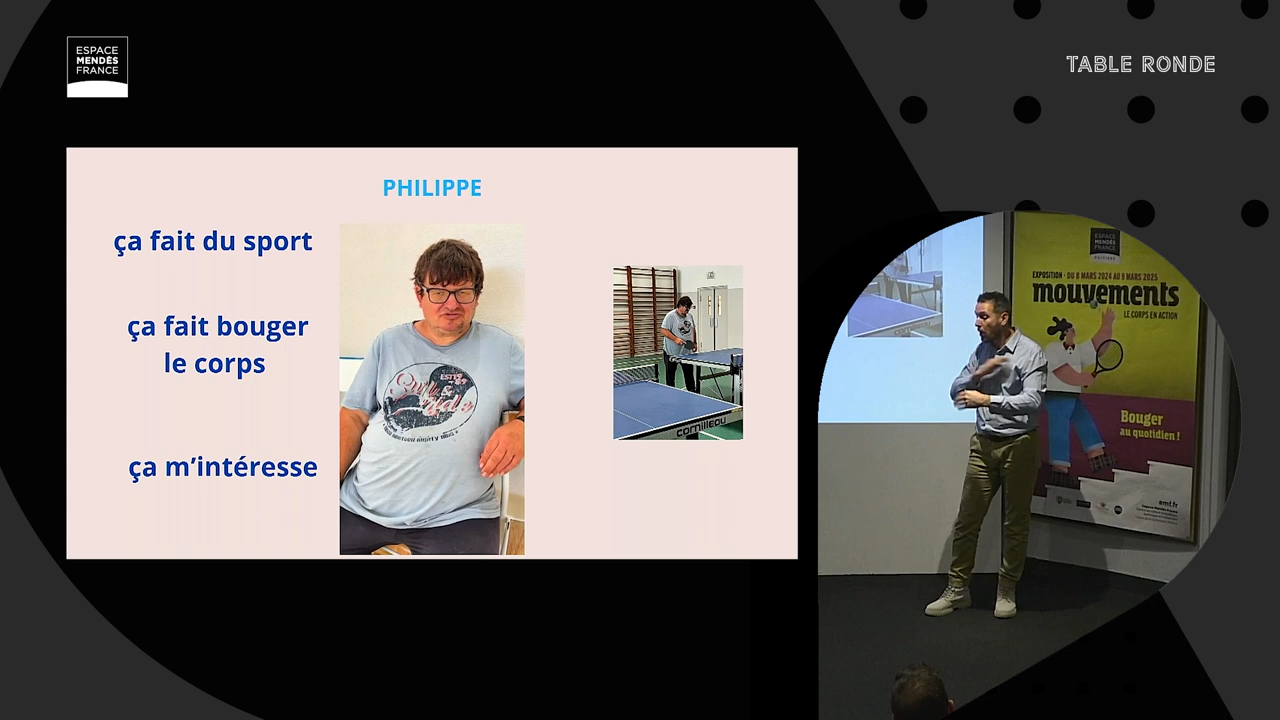 ESPACE
MENDÈS
FRANCE
TABLE RONDE
PHILIPPE
ça fait du sport
ça fait bouger
le corps
ça m’intéresse
cornilleau
ESPACE
MENDÈS
FRANCE
EXPOSITION · DU 8 MARS 2024 AU 9 MARS 2025
mouvements
LE CORPS EN ACTION
Bouger
au quotidien !
emf.fr